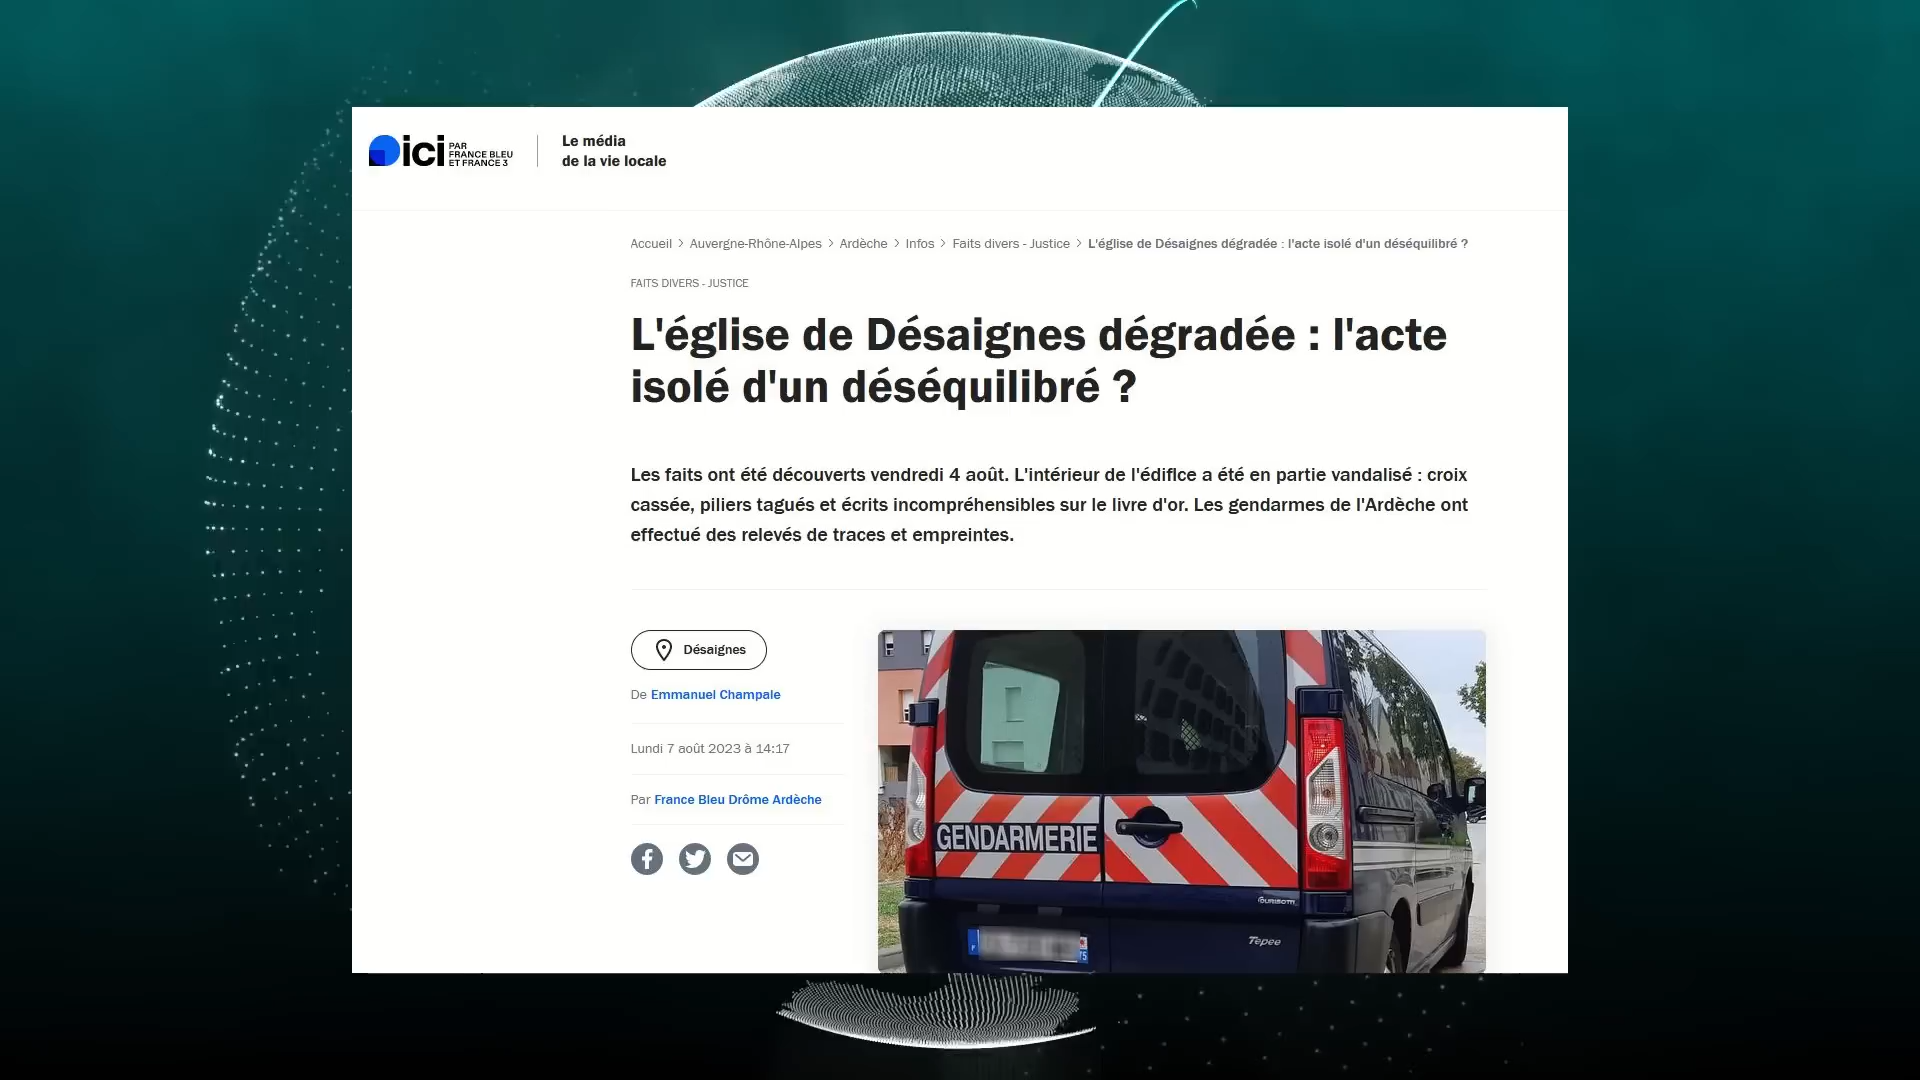 ici PAR
FRANCE BLEU
ET FRANCE 3
Le média
de la vie locale
Accueil > Auvergne-Rhône-Alpes > Ardèche > Infos > Faits divers - Justice > L'église de Désaignes dégradée : l'acte isolé d'un déséquilibré ?
FAITS DIVERS - JUSTICE
L'église de Désaignes dégradée : l'acte
isolé d'un déséquilibré ?
Les faits ont été découverts vendredi 4 août. L'intérieur de l'édifice a été en partie vandalisé : croix
cassée, piliers tagués et écrits incompréhensibles sur le livre d'or. Les gendarmes de l'Ardèche ont
effectué des relevés de traces et empreintes.
Désaignes
De Emmanuel Champale
Lundi 7 août 2023 à 14:17
Par France Bleu Drôme Ardèche
GENDARMERIE
DURISOTTI
Tepee
F
75